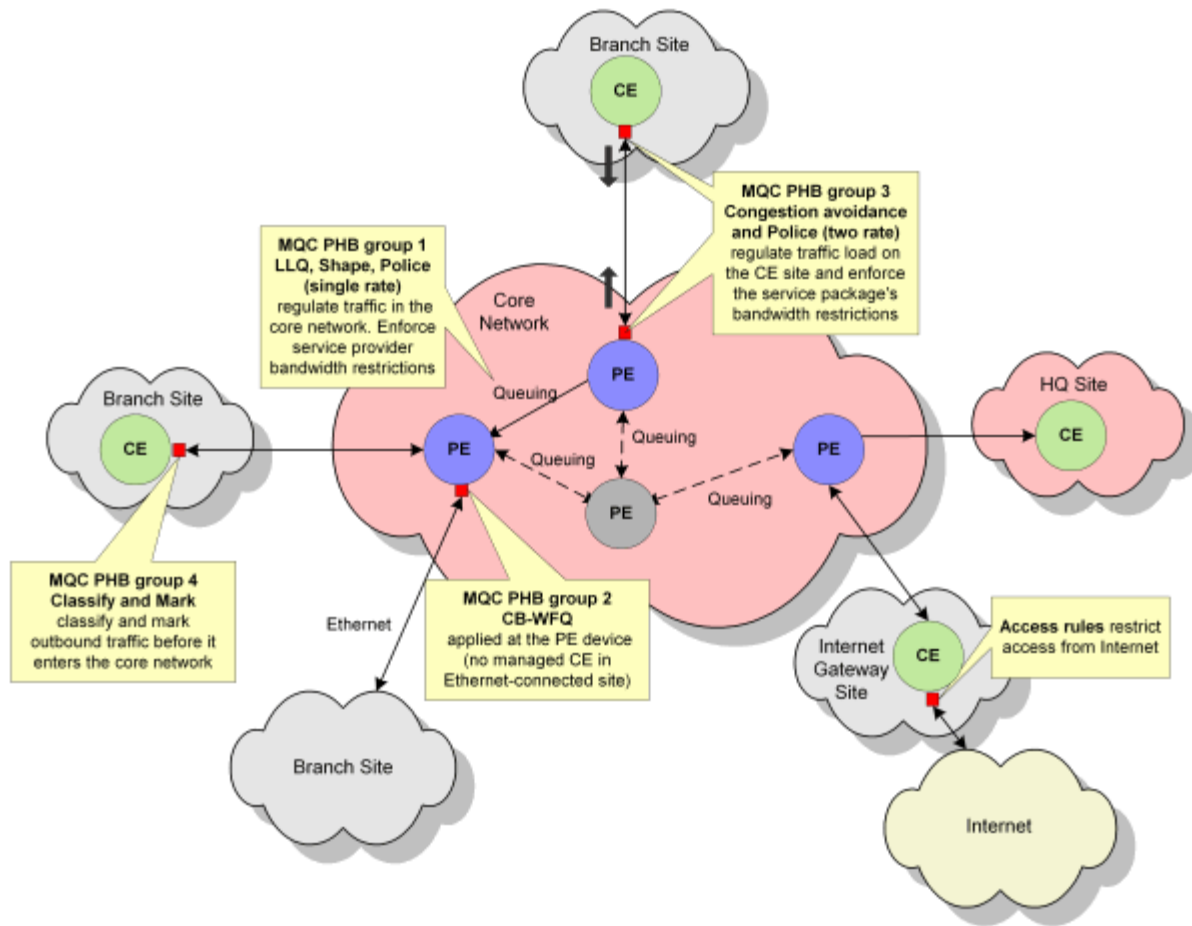 Branch Site
CE
MQC PHB group 3
Congestion avoidance
and Police (two rate)
regulate traffic load on
the CE site and enforce
the service package's
bandwidth restrictions
MQC PHB group 1
LLQ, Shape, Police
(single rate)
regulate traffic in the
core network. Enforce
service provider
bandwidth restrictions
Core
Network
PE
Queuing
Branch Site
CE
PE
Queuing
Queuing
PE
Queuing
PE
HQ Site
CE
MQC PHB group 4
Classify and Mark
classify and mark
outbound traffic before it
enters the core network
Ethernet
MQC PHB group 2
CB-WFQ
applied at the PE device
(no managed CE in
Ethernet-connected site)
Internet
Gateway
Site
CE
Access rules restrict
access from Internet
Branch Site
Internet